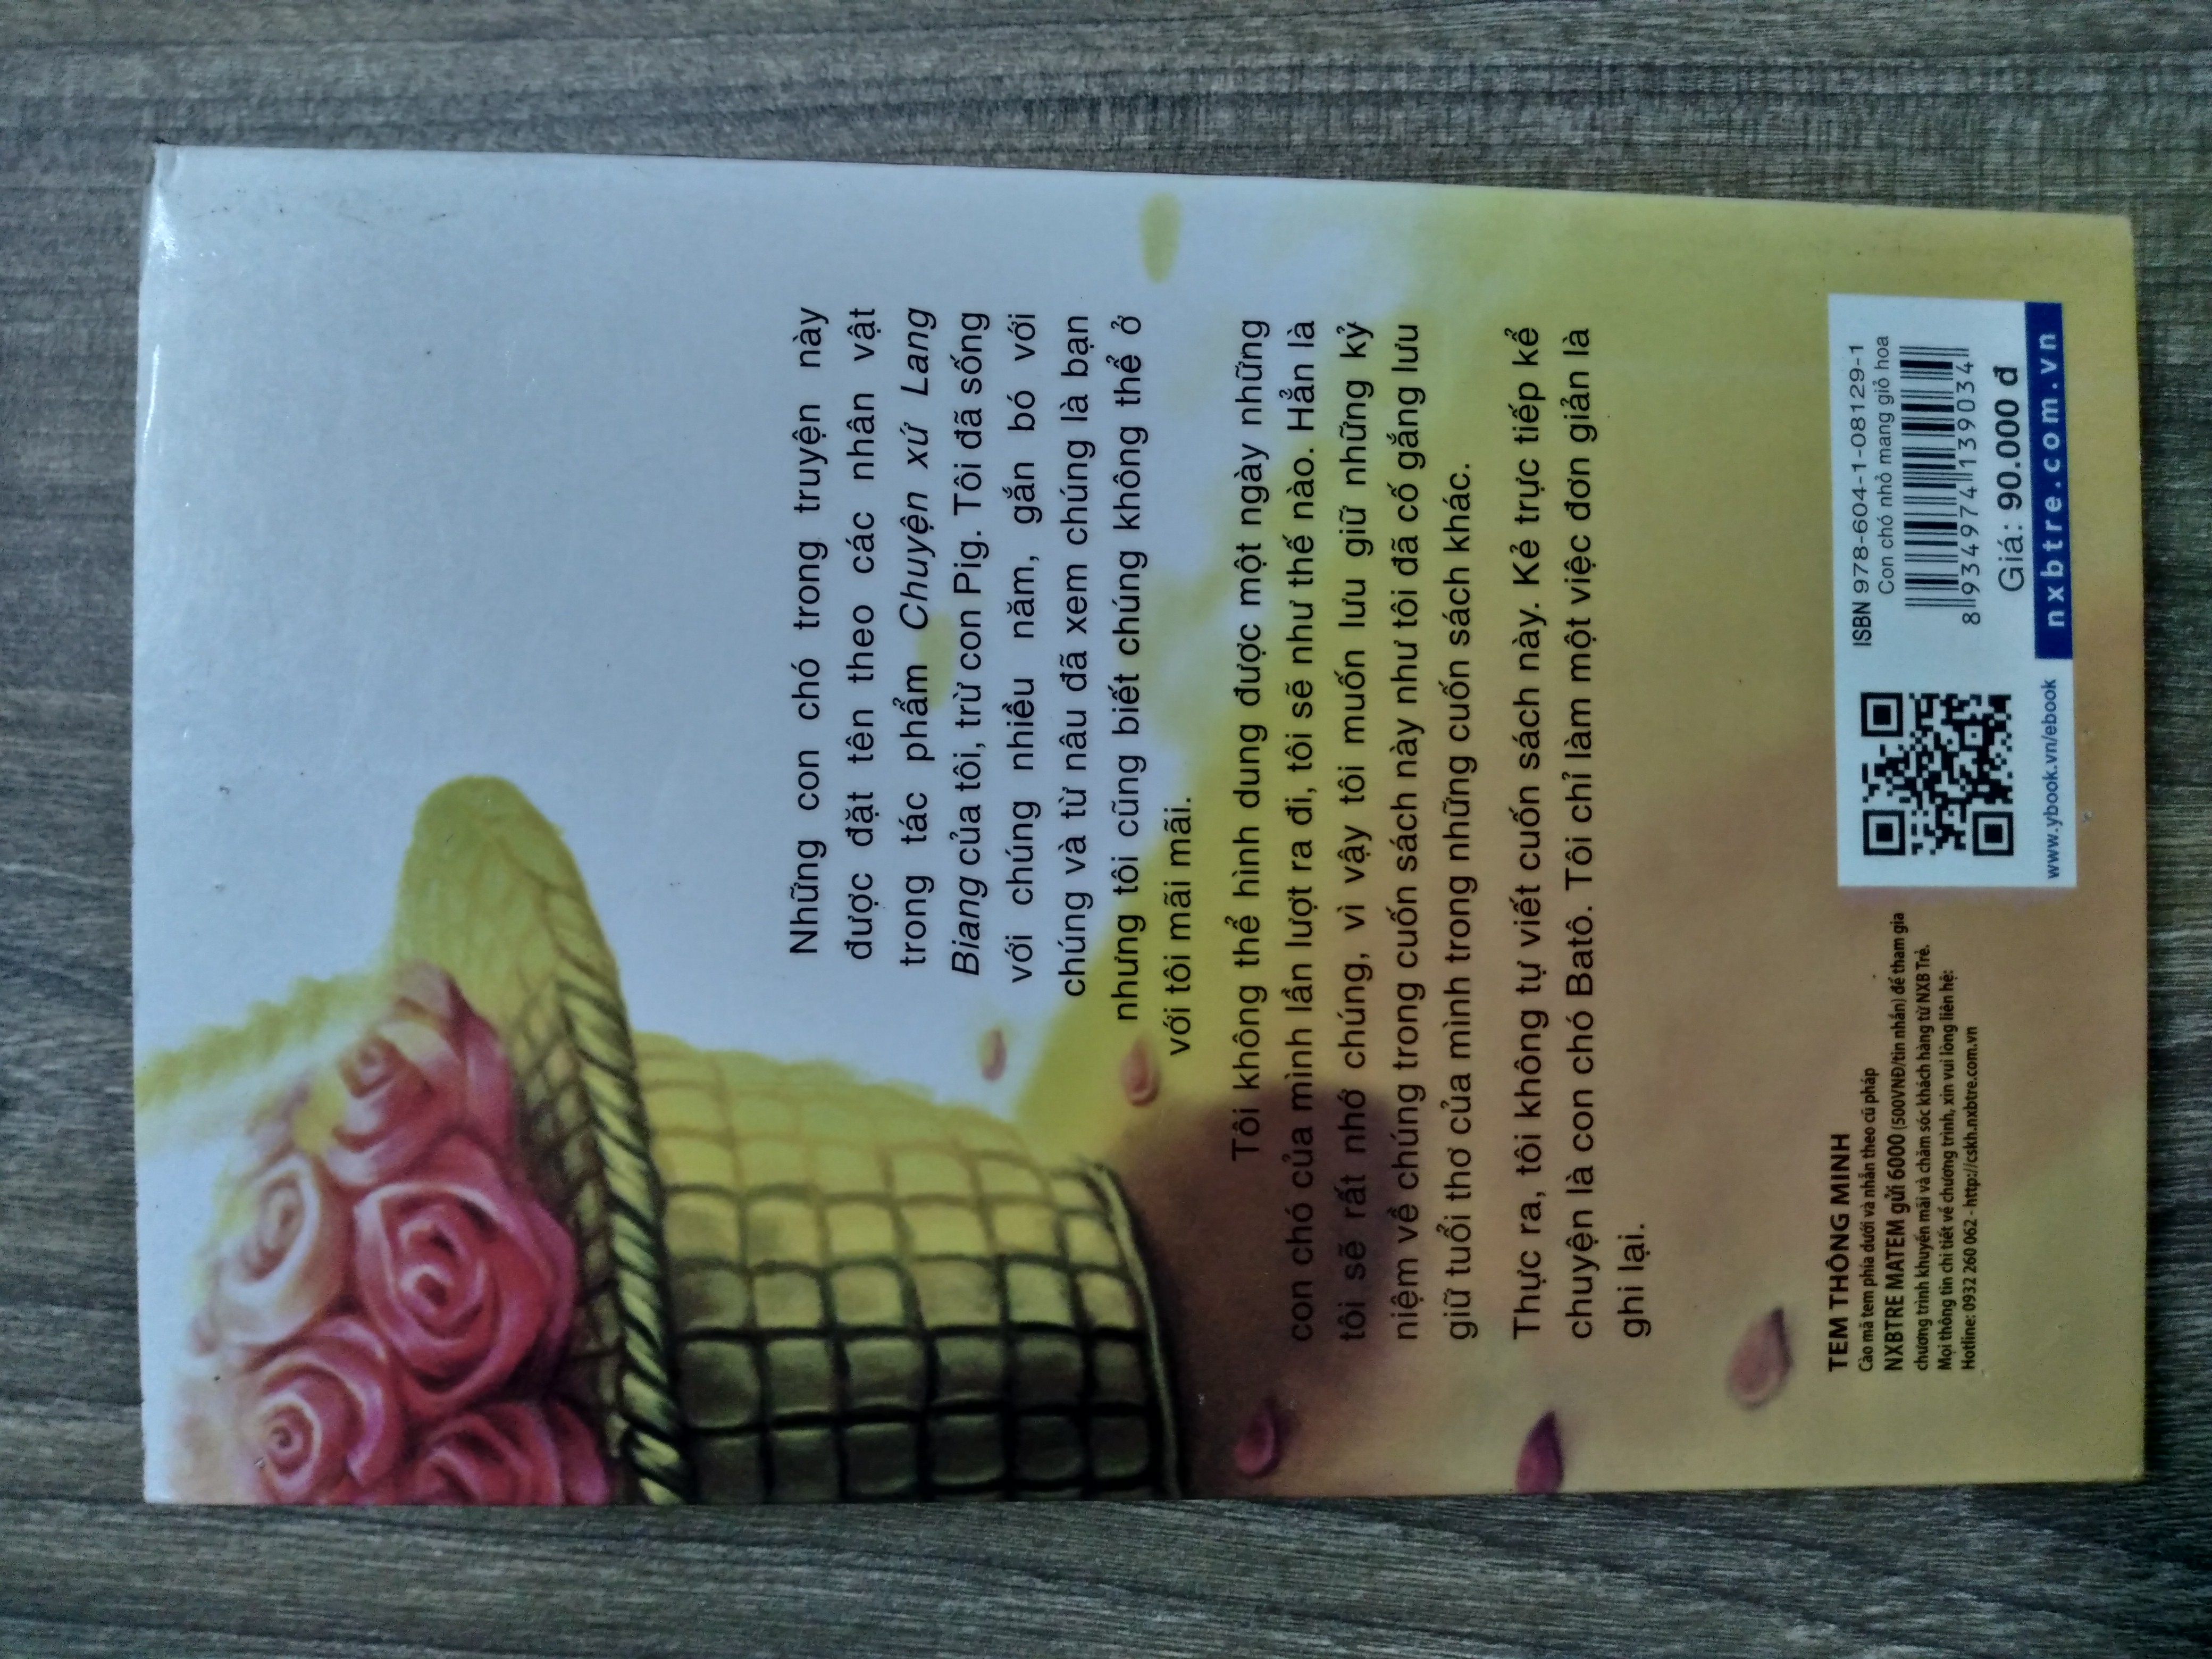 Những con chó trong truyện này
được đặt tên theo các nhân vật
trong tác phẩm Chuyện xứ Lang
Biang của tôi, trừ con Pig. Tôi đã sống
với chúng nhiều năm, gắn bó với
chúng và từ nâu đã xem chúng là bạn
nhưng tôi cũng biết chúng không thể ở
với tôi mãi mãi.
Tôi không thể hình dung được một ngày những
con chó của mình lần lượt ra đi, tôi sẽ như thế nào. Hẳn là
tôi sẽ rất nhớ chúng, vì vậy tôi muốn lưu giữ những kỷ
niệm về chúng trong cuốn sách này như tôi đã cố gắng lưu
giữ tuổi thơ của mình trong những cuốn sách khác.
Thực ra, tôi không tự viết cuốn sách này. Kẻ trực tiếp kể
chuyện là con chó Batô. Tôi chỉ làm một việc đơn giản là
ghi lại.
TEM THÔNG MINH
Cào mã tem phía dưới và nhắn theo cú pháp
NXBTRE MATEM gửi 6000 (500VNĐ/tin nhắn) để tham gia
chương trình khuyến mãi và chăm sóc khách hàng từ NXB Trẻ.
Mọi thông tin chi tiết về chương trình, xin vui lòng liên hệ:
Hotline: 0932 260 062 - http://cskh.nxbtre.com.vn
www.ybook.vn/ebook
ISBN 978-604-1-08129-1
Con chó nhỏ mang giỏ hoa
8 934974 139034
Giá: 90.000 đ
nxbtre.com.vn